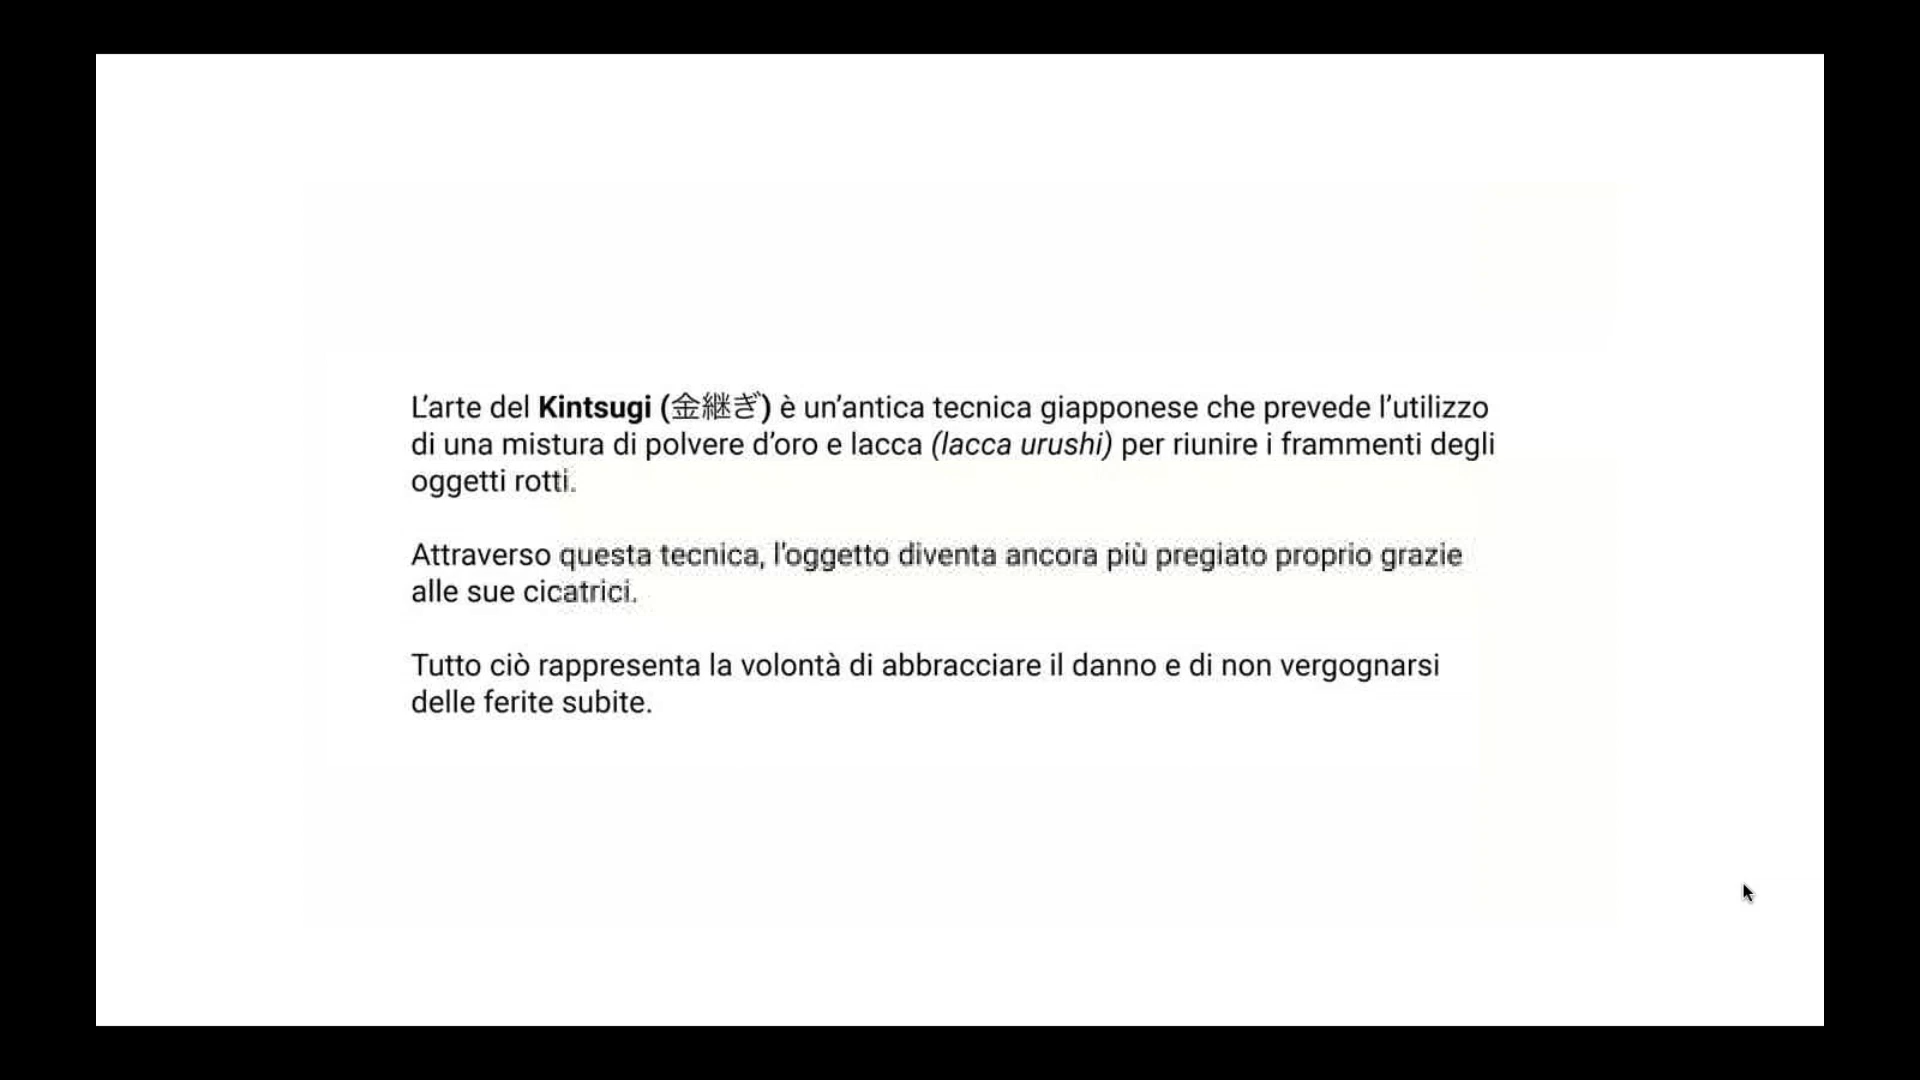 L’arte del Kintsugi (金継ぎ) è un’antica tecnica giapponese che prevede l’utilizzo
di una mistura di polvere d’oro e lacca (lacca urushi) per riunire i frammenti degli
oggetti rotti.
Attraverso questa tecnica, l’oggetto diventa ancora più pregiato proprio grazie
alle sue cicatrici.
Tutto ciò rappresenta la volontà di abbracciare il danno e di non vergognarsi
delle ferite subite.